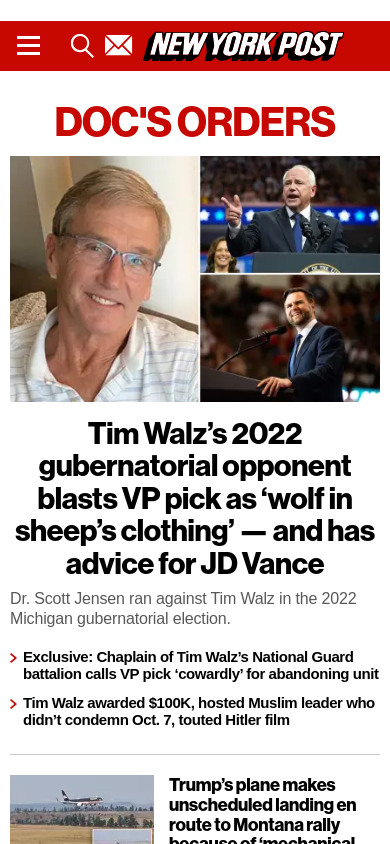 NEW YORK POST
DOC'S ORDERS
Tim Walz’s 2022
gubernatorial opponent
blasts VP pick as ‘wolf in
sheep’s clothing’ — and has
advice for JD Vance
Dr. Scott Jensen ran against Tim Walz in the 2022
Michigan gubernatorial election.
Exclusive: Chaplain of Tim Walz’s National Guard
battalion calls VP pick ‘cowardly’ for abandoning unit
Tim Walz awarded $100K, hosted Muslim leader who
didn’t condemn Oct. 7, touted Hitler film
Trump’s plane makes
unscheduled landing en
route to Montana rally
because of ‘mechanical